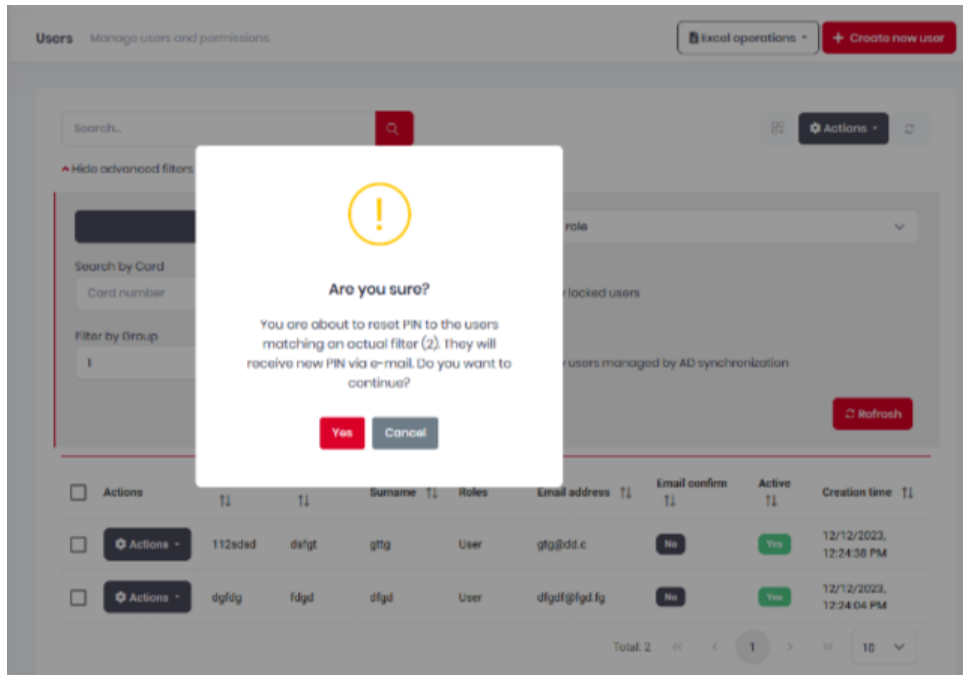 Users Manage users and permissions.
Excel operations
+ Create new user
Search...
Actions
Hide advanced filters
role
Search by Card
Card number
locked users
Filter by Group
1
users managed by AD synchronization
Refresh
Are you sure?
You are about to reset PIN to the users
matching an actual filter (2). They will
receive new PIN via e-mail. Do you want to
continue?
Yes Cancel
Actions Surname Roles Email address Email confirm Active Creation time
Actions 112sdsd dsfgt gttg User gtg@dd.c No Yes 12/12/2023,
12:24:38 PM
Actions dgfdg fdgd dfgd User dfgdf@fgd.fg No Yes 12/12/2023,
12:24:04 PM
Total: 2 « < 1 > » 10